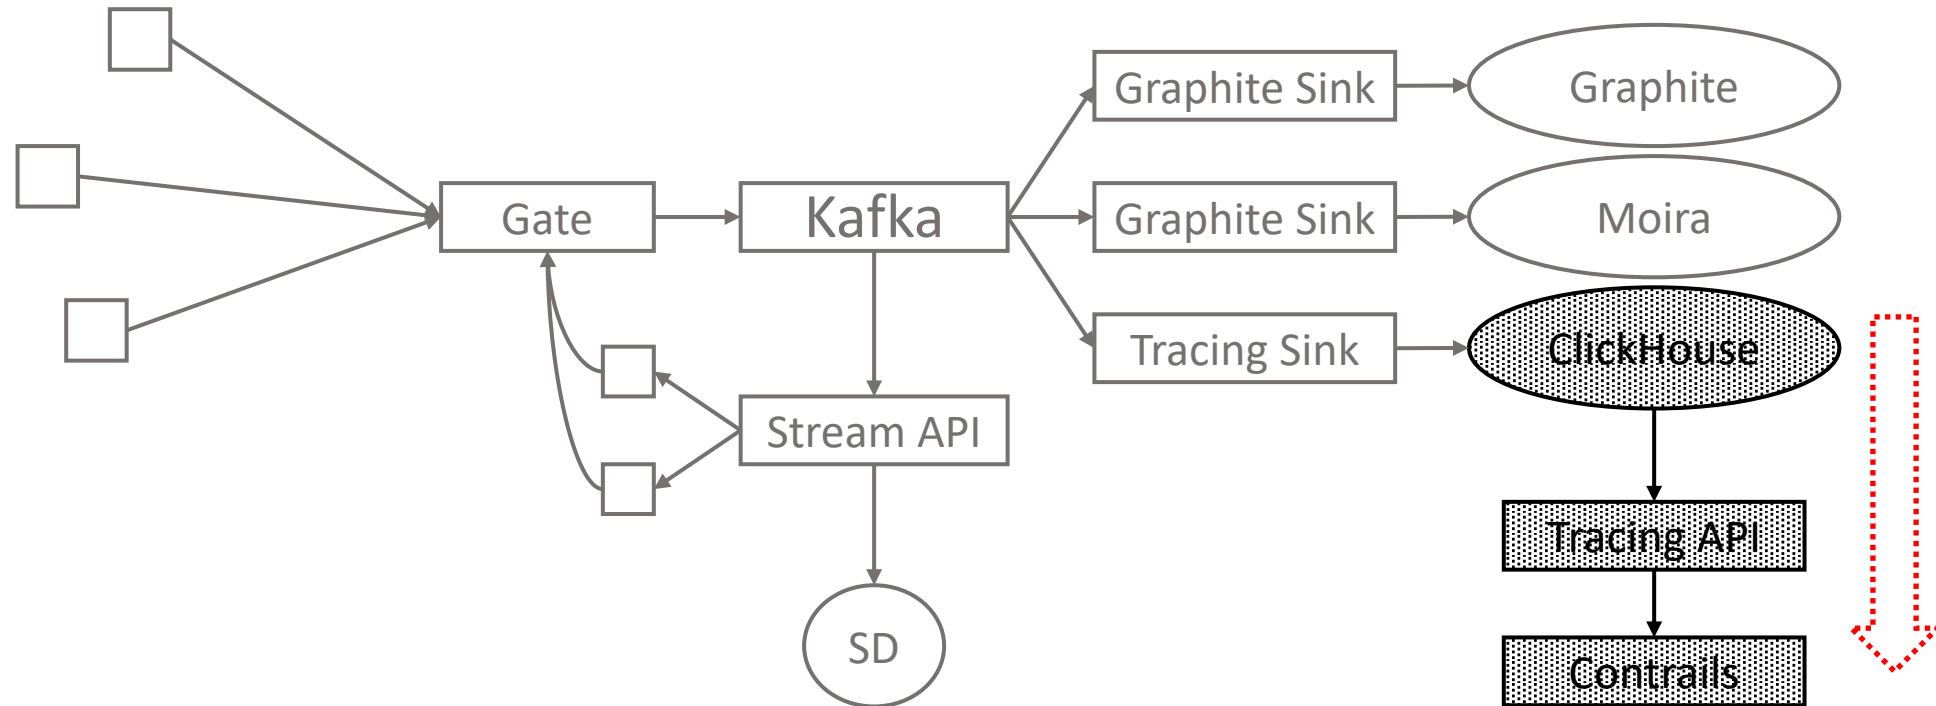 Graphite Sink
Graphite
Gate
Kafka
Graphite Sink
Moira
Tracing Sink
ClickHouse
Stream API
Tracing API
SD
Contrails